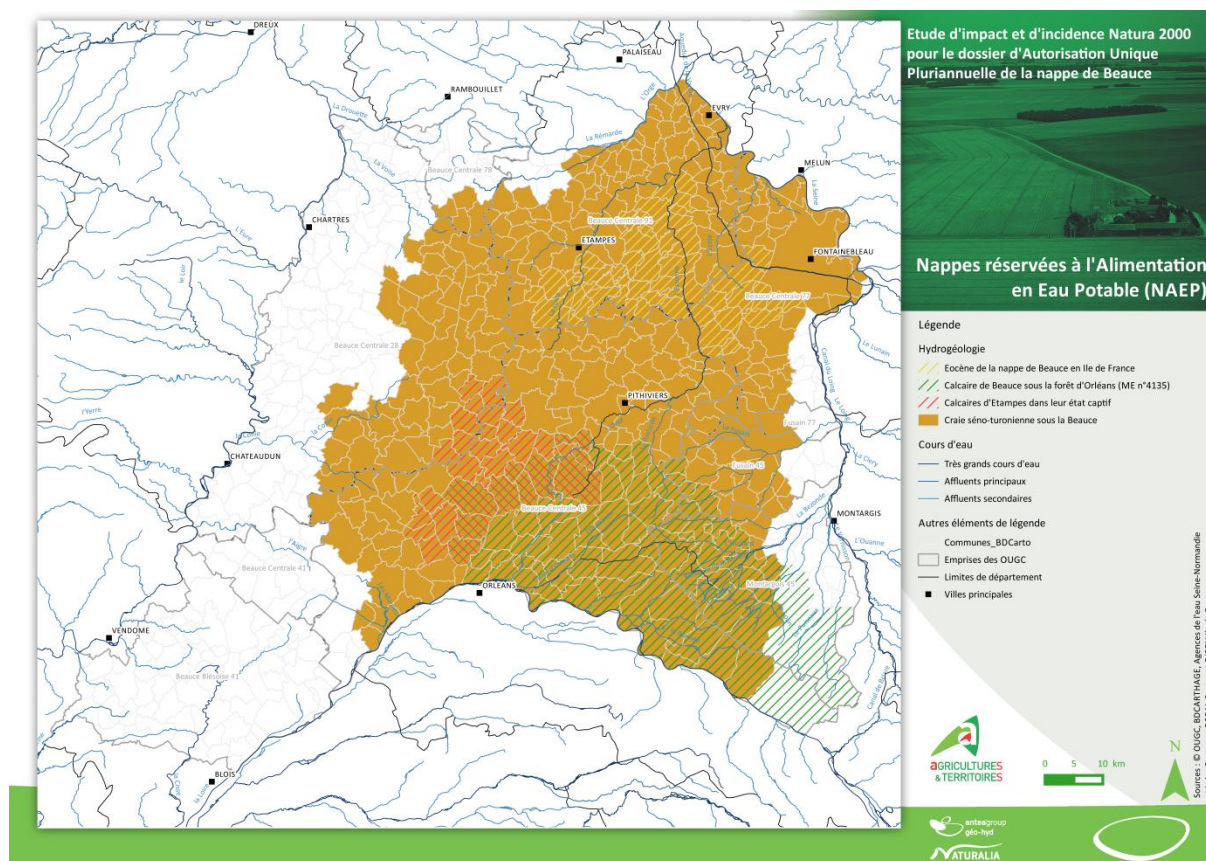 Etude d'impact et d'incidence Natura 2000
pour le dossier d'Autorisation Unique
Pluriannuelle de la nappe de Beauce
Nappes réservées à l'Alimentation
en Eau Potable (NAEP)
Légende
Hydrogéologie
Eocène de la nappe de Beauce en Ile de France
Calcaire de Beauce sous la forêt d'Orléans (ME n°4135)
Calcaires d'Etampes dans leur état captif
Craie séno-turonienne sous la Beauce
Cours d'eau
Très grands cours d'eau
Affluents principaux
Affluents secondaires
Autres éléments de légende
Communes_BDCarto
Emprises des OUGC
Limites de département
Villes principales
DREUX
PALAISEAU
RAMBOUILLET
L'Orge
EVRY
La Drouette
La Rémarde
La Voise
MELUN
La Seine
Beauce Centrale 78
CHARTRES
Beauce Centrale 91
L'Eure
ETAMPES
FONTAINEBLEAU
le Loir
Beauce Centrale 77
Beauce Centrale 28
Le Lunain
Canal du Loing
Le Loing
PITHIVIERS
l'Yerre
Fusain 77
CHATEAUDUN
La Clery
Fusain 45
Beauce Centrale 45
La Bezonde
MONTARGIS
L'Ouanne
l'Aigre
Beauce Centrale 41
Montargois 45
ORLEANS
VENDOME
Beauce Blésoise 41
BLOIS
la Cisse
la Loire
aGRICULTURES
& TERRITOIRES
0 5 10 km
N
Sources : © OUGC, BDCARTHAGE, Agences de l'eau Seine-Normandie
anteagroup
géo-hyd
NATURALIA